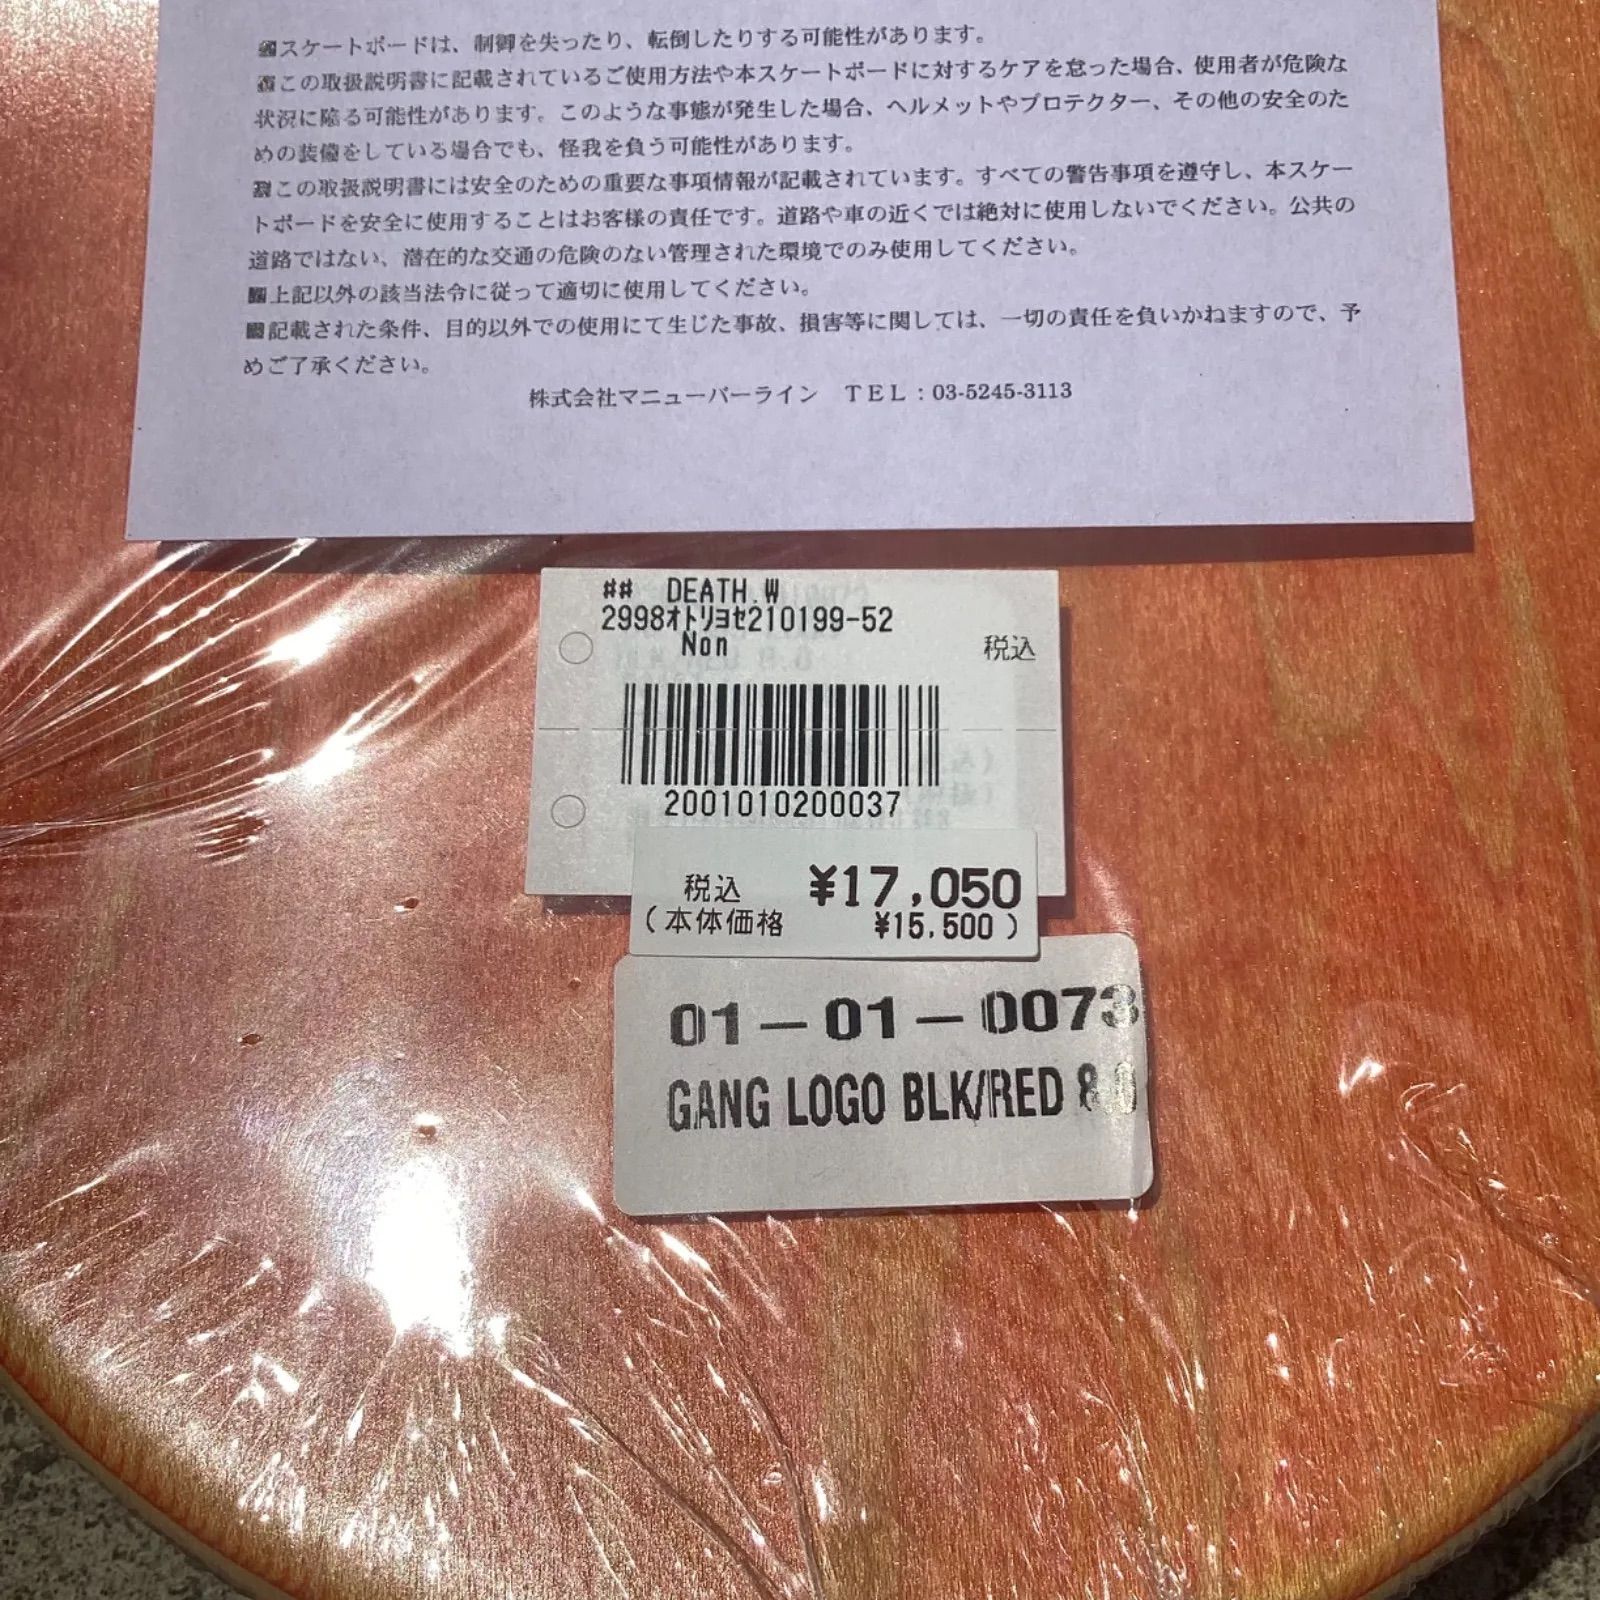 ■スケートボードは、制御を失ったり、転倒したりする可能性があります。
■この取扱説明書に記載されているご使用方法や本スケートボードに対するケアを怠った場合、使用者が危険な
状況に陥る可能性があります。このような事態が発生した場合、ヘルメットやプロテクター、その他の安全のた
めの装備をしている場合でも、怪我を負う可能性があります。
■この取扱説明書には安全のための重要な事項情報が記載されています。すべての警告事項を遵守し、本スケー
トボードを安全に使用することはお客様の責任です。道路や車の近くでは絶対に使用しないでください。公共の
道路ではない、潜在的な交通の危険のない管理された環境でのみ使用してください。
■上記以外の該当法令に従って適切に使用してください。
■記載された条件、目的以外での使用にて生じた事故、損害等に関しては、一切の責任を負いかねますので、予
めご了承ください。
株式会社マニューバーライン TEL:03-5245-3113
## DEATH.W
2998オトリヨセ210199-52
Non 税込
2001010200037
税込 ¥17,050
(本体価格 ¥15,500)
01-01-0073
GANG LOGO BLK/RED 8.0